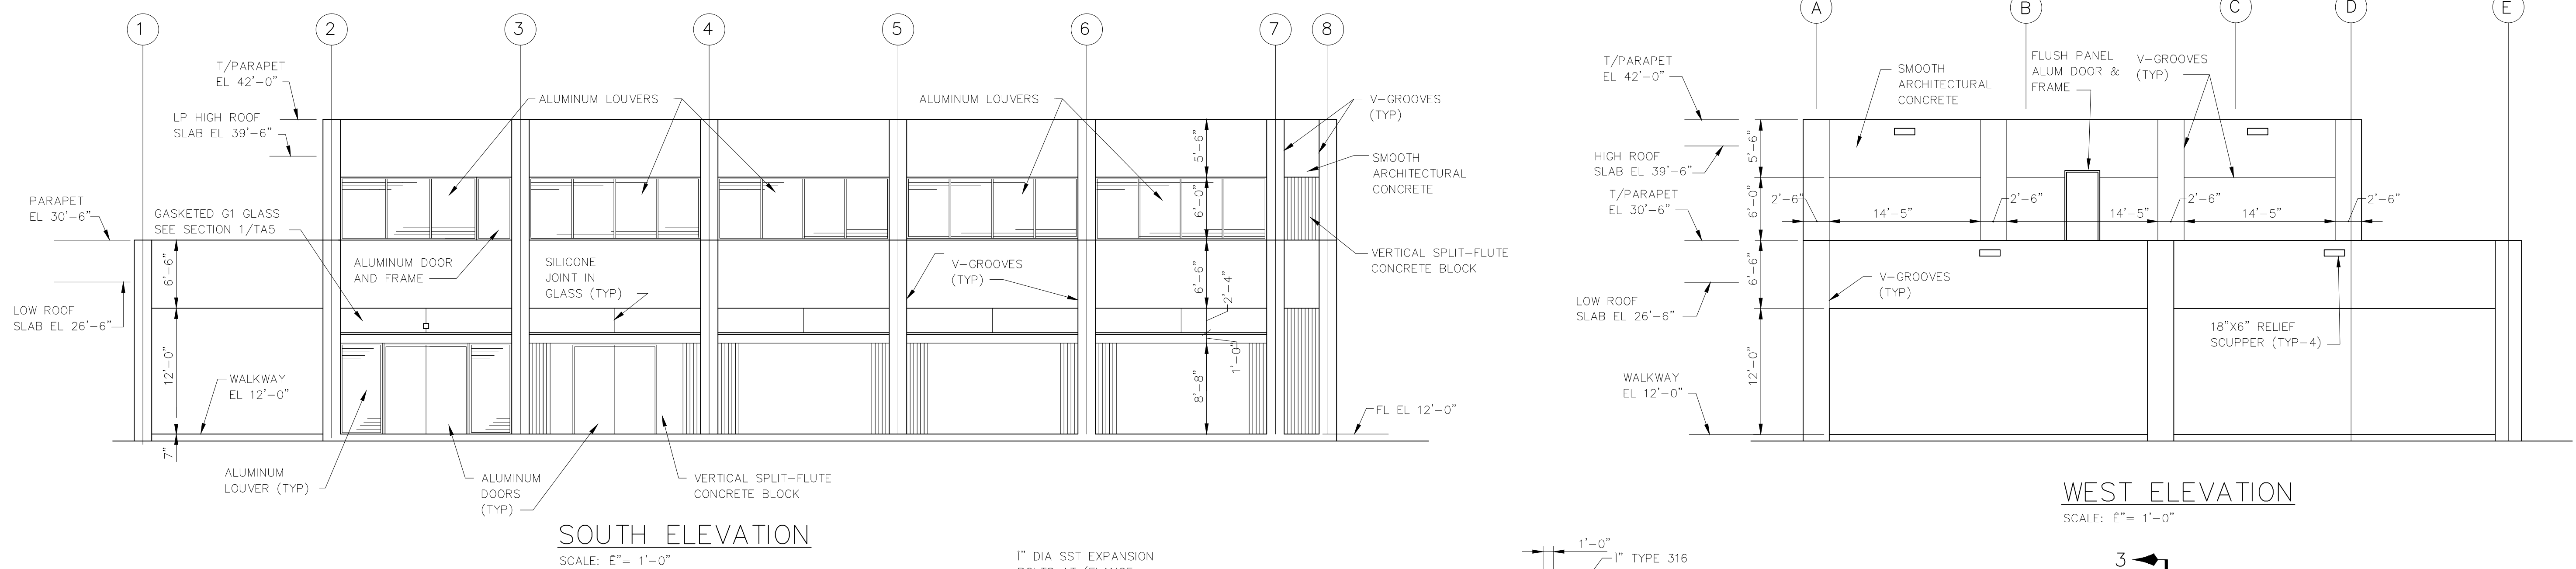 1
2
3
4
5
6
7
8
T/PARAPET
EL 42'-0"
LP HIGH ROOF
SLAB EL 39'-6"
PARAPET
EL 30'-6"
GASKETED G1 GLASS
SEE SECTION 1/TA5
LOW ROOF
SLAB EL 26'-6"
6'-6"
12'-0"
7"
WALKWAY
EL 12'-0"
ALUMINUM
LOUVER (TYP)
ALUMINUM LOUVERS
ALUMINUM DOOR
AND FRAME
SILICONE
JOINT IN
GLASS (TYP)
ALUMINUM
DOORS
(TYP)
VERTICAL SPLIT-FLUTE
CONCRETE BLOCK
ALUMINUM LOUVERS
V-GROOVES
(TYP)
5'-6"
6'-0"
6'-6"
2'-4"
1'-0"
8'-8"
V-GROOVES
(TYP)
SMOOTH
ARCHITECTURAL
CONCRETE
VERTICAL SPLIT-FLUTE
CONCRETE BLOCK
FL EL 12'-0"
SOUTH ELEVATION
SCALE: Ê"= 1'-0"
A
B
C
D
E
T/PARAPET
EL 42'-0"
HIGH ROOF
SLAB EL 39'-6"
T/PARAPET
EL 30'-6"
LOW ROOF
SLAB EL 26'-6"
WALKWAY
EL 12'-0"
5'-6"
6'-0"
6'-6"
12'-0"
SMOOTH
ARCHITECTURAL
CONCRETE
FLUSH PANEL
ALUM DOOR &
FRAME
V-GROOVES
(TYP)
2'-6"
14'-5"
2'-6"
14'-5"
2'-6"
14'-5"
2'-6"
V-GROOVES
(TYP)
18"X6" RELIEF
SCUPPER (TYP-4)
WEST ELEVATION
SCALE: Ê"= 1'-0"
" DIA SST EXPANSION
1'-0"
" TYPE 316
3